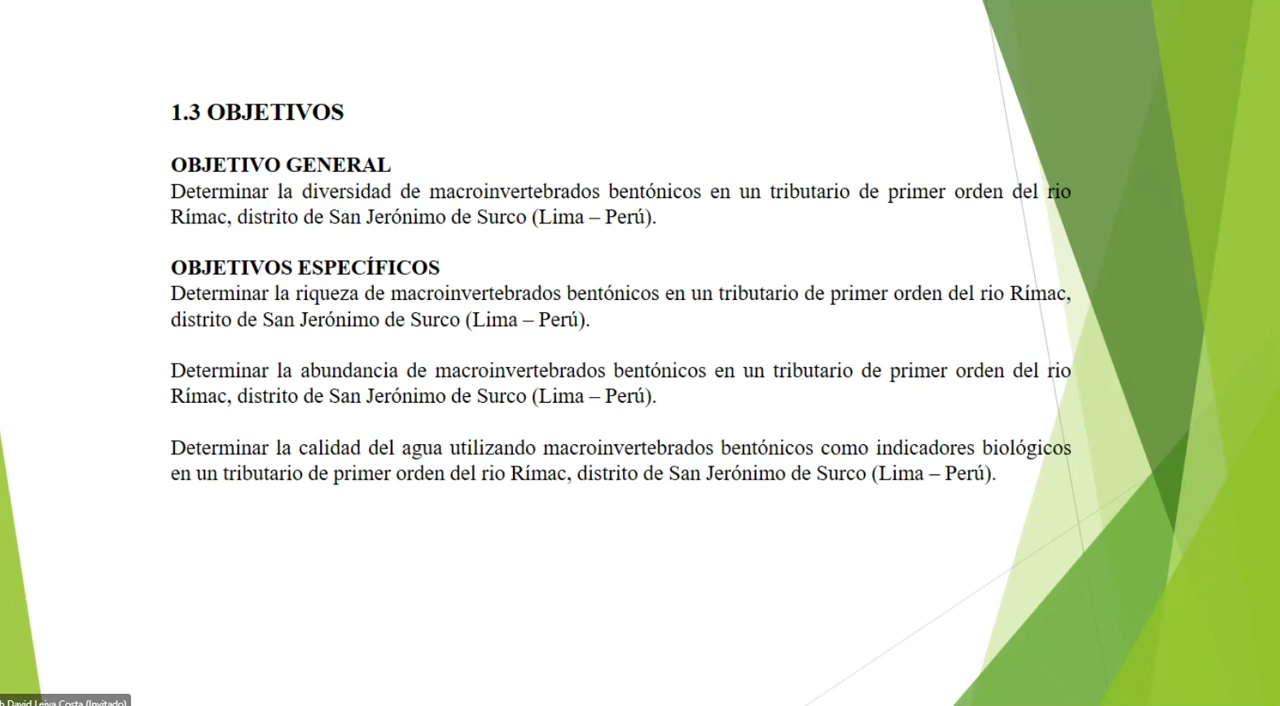 1.3 OBJETIVOS
OBJETIVO GENERAL
Determinar la diversidad de macroinvertebrados bentónicos en un tributario de primer orden del rio
Rímac, distrito de San Jerónimo de Surco (Lima – Perú).
OBJETIVOS ESPECÍFICOS
Determinar la riqueza de macroinvertebrados bentónicos en un tributario de primer orden del rio Rímac,
distrito de San Jerónimo de Surco (Lima – Perú).
Determinar la abundancia de macroinvertebrados bentónicos en un tributario de primer orden del rio
Rímac, distrito de San Jerónimo de Surco (Lima – Perú).
Determinar la calidad del agua utilizando macroinvertebrados bentónicos como indicadores biológicos
en un tributario de primer orden del rio Rímac, distrito de San Jerónimo de Surco (Lima – Perú).
David Leiva Costa (Invitado)